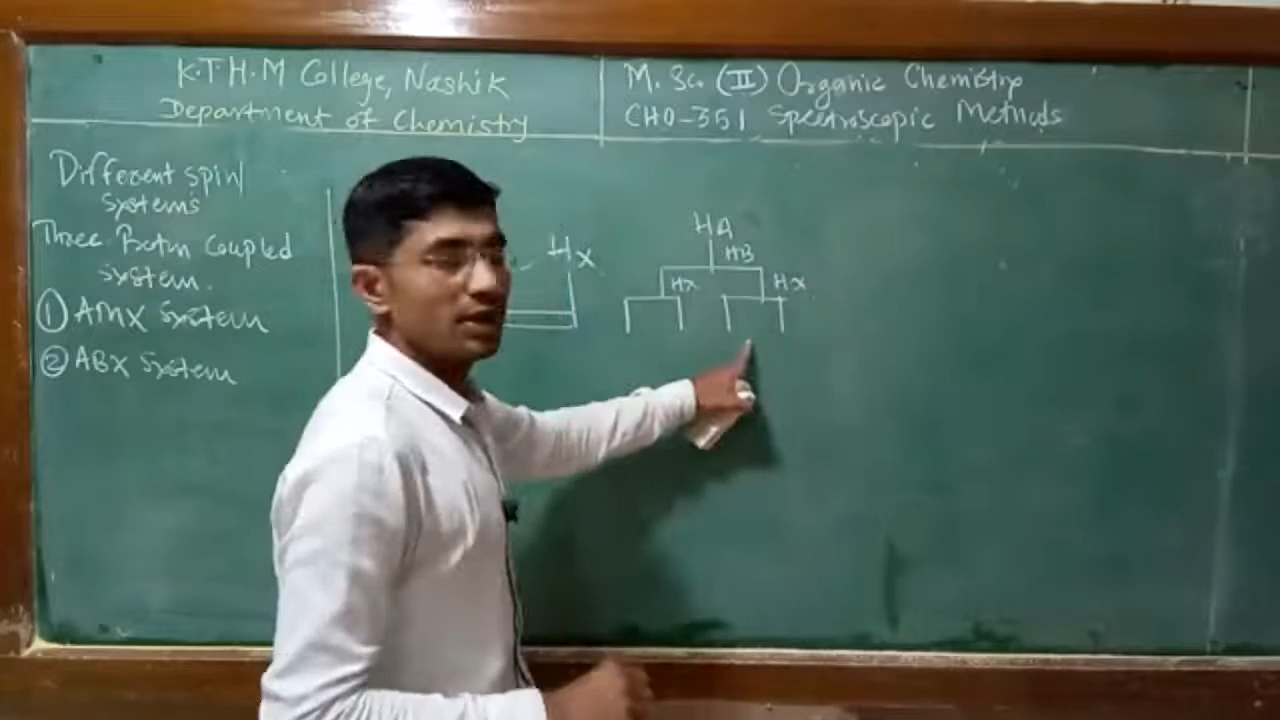 K.T.H.M College, Nashik
Department of Chemistry
M. Sc. (II) Organic Chemistry
CHO-351 Spectroscopic Methods
Different spin
systems
Three Proton Coupled
system.
① AMX System
② ABX System
Hx
HA
HB
Hx Hx